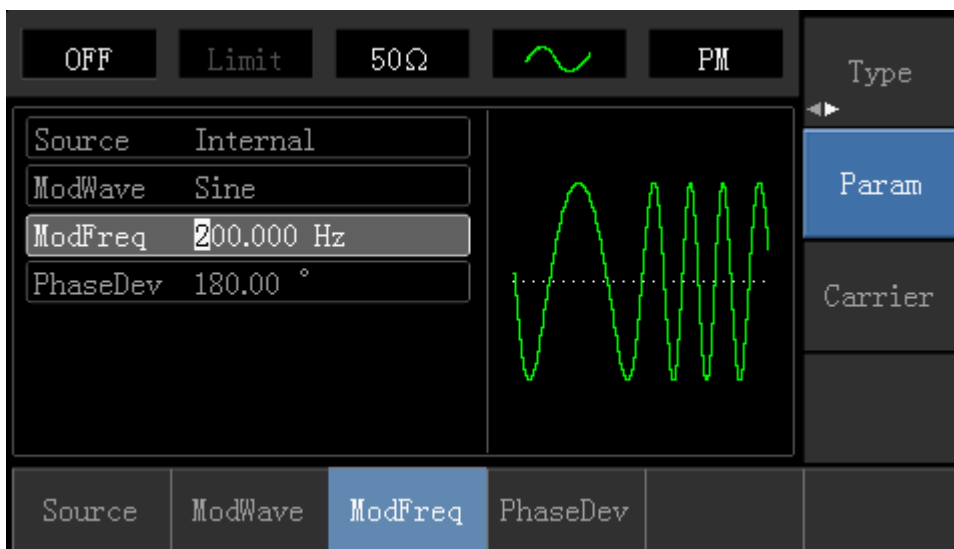 OFF Limit 50Ω PM
Type
Source Internal
ModWave Sine
ModFreq 200.000 Hz
PhaseDev 180.00 °
Param
Carrier
Source ModWave ModFreq PhaseDev